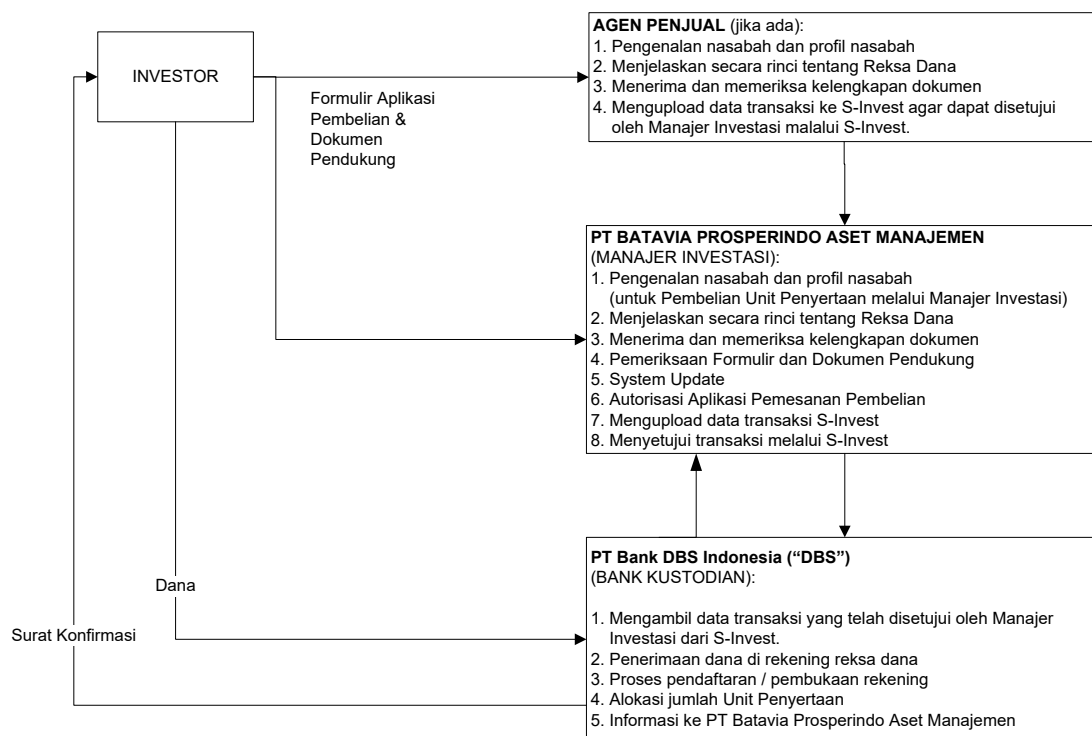 INVESTOR
Formulir Aplikasi
Pembelian &
Dokumen
Pendukung
AGEN PENJUAL (jika ada):
1. Pengenalan nasabah dan profil nasabah
2. Menjelaskan secara rinci tentang Reksa Dana
3. Menerima dan memeriksa kelengkapan dokumen
4. Mengupload data transaksi ke S-Invest agar dapat disetujui
oleh Manajer Investasi malalui S-Invest.
PT BATAVIA PROSPERINDO ASET MANAJEMEN
(MANAJER INVESTASI):
1. Pengenalan nasabah dan profil nasabah
(untuk Pembelian Unit Penyertaan melalui Manajer Investasi)
2. Menjelaskan secara rinci tentang Reksa Dana
3. Menerima dan memeriksa kelengkapan dokumen
4. Pemeriksaan Formulir dan Dokumen Pendukung
5. System Update
6. Autorisasi Aplikasi Pemesanan Pembelian
7. Mengupload data transaksi S-Invest
8. Menyetujui transaksi melalui S-Invest
Dana
Surat Konfirmasi
PT Bank DBS Indonesia (“DBS”)
(BANK KUSTODIAN):
1. Mengambil data transaksi yang telah disetujui oleh Manajer
Investasi dari S-Invest.
2. Penerimaan dana di rekening reksa dana
3. Proses pendaftaran / pembukaan rekening
4. Alokasi jumlah Unit Penyertaan
5. Informasi ke PT Batavia Prosperindo Aset Manajemen